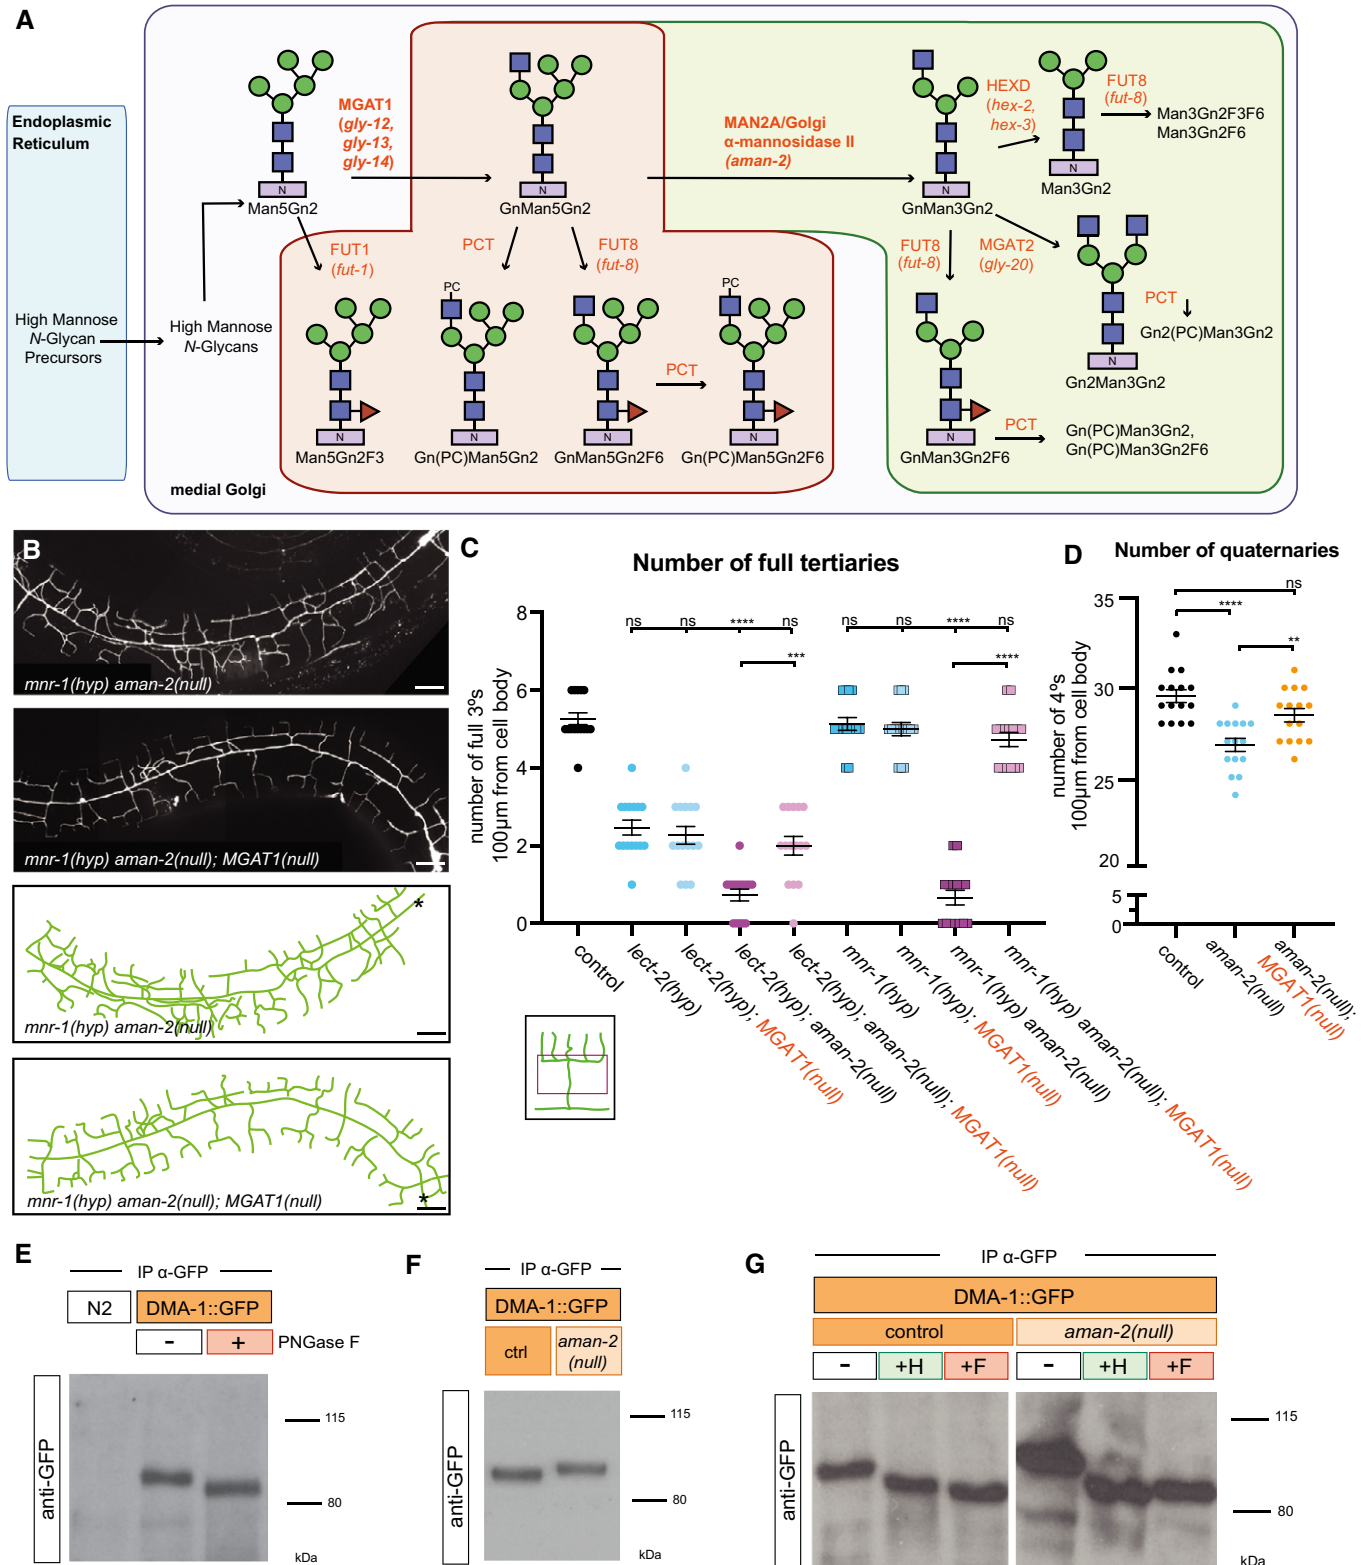 A
Endoplasmic
Reticulum
High Mannose
N-Glycan
Precursors
High Mannose
N-Glycans
medial Golgi
N
Man5Gn2
MGAT1
(gly-12,
gly-13,
gly-14)
N
GnMan5Gn2
MAN2A/Golgi
α-mannosidase II
(aman-2)
N
GnMan3Gn2
HEXD
(hex-2,
hex-3)
N
Man3Gn2
FUT8
(fut-8)
Man3Gn2F3F6
Man3Gn2F6
FUT1
(fut-1)
PCT
FUT8
(fut-8)
FUT8
(fut-8)
MGAT2
(gly-20)
N
Man5Gn2F3
PC
N
Gn(PC)Man5Gn2
N
GnMan5Gn2F6
PCT
PC
N
Gn(PC)Man5Gn2F6
N
GnMan3Gn2F6
PCT
Gn(PC)Man3Gn2,
Gn(PC)Man3Gn2F6
N
Gn2Man3Gn2
PCT
Gn2(PC)Man3Gn2
B
mnr-1(hyp) aman-2(null)
mnr-1(hyp) aman-2(null); MGAT1(null)
*
mnr-1(hyp) aman-2(null)
*
mnr-1(hyp) aman-2(null); MGAT1(null)
C
Number of full tertiaries
number of full 3ºs
100µm from cell body
8
6
4
2
0
ns
ns
****
ns
***
ns
ns
****
ns
****
control
lect-2(hyp)
lect-2(hyp); MGAT1(null)
lect-2(hyp); aman-2(null)
lect-2(hyp); aman-2(null); MGAT1(null)
mnr-1(hyp)
mnr-1(hyp); MGAT1(null)
mnr-1(hyp) aman-2(null)
mnr-1(hyp) aman-2(null); MGAT1(null)
D
Number of quaternaries
number of 4ºs
100µm from cell body
35
30
25
20
5
0
ns
****
**
control
aman-2(null)
aman-2(null);
MGAT1(null)
E
IP α-GFP
N2
DMA-1::GFP
-
+
PNGase F
anti-GFP
115
80
kDa
F
IP α-GFP
DMA-1::GFP
ctrl
aman-2
(null)
anti-GFP
115
80
kDa
G
IP α-GFP
DMA-1::GFP
control
aman-2(null)
-
+H
+F
-
+H
+F
anti-GFP
115
80
kDa